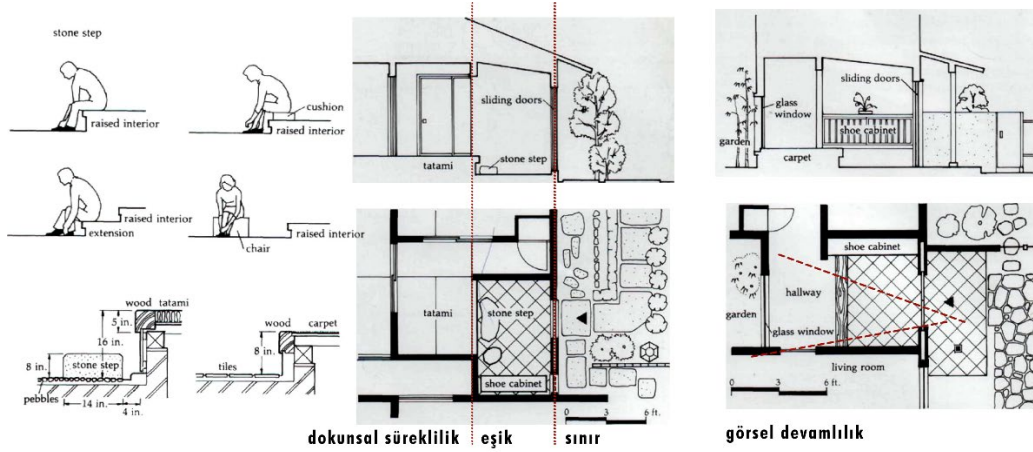 stone step
cushion
raised interior
raised interior
raised interior
extension
raised interior
chair
wood tatami
5 in.
16 in.
8 in.
stone step
pebbles
14 in.
4 in.
wood carpet
8 in.
tiles
sliding doors
tatami
stone step
tatami
stone step
shoe cabinet
0 3 6 ft.
dokunsal süreklilik eşik sınır
glass
window
sliding doors
garden
shoe cabinet
carpet
shoe cabinet
hallway
garden
glass window
living room
0 3 6 ft.
görsel devamlılık